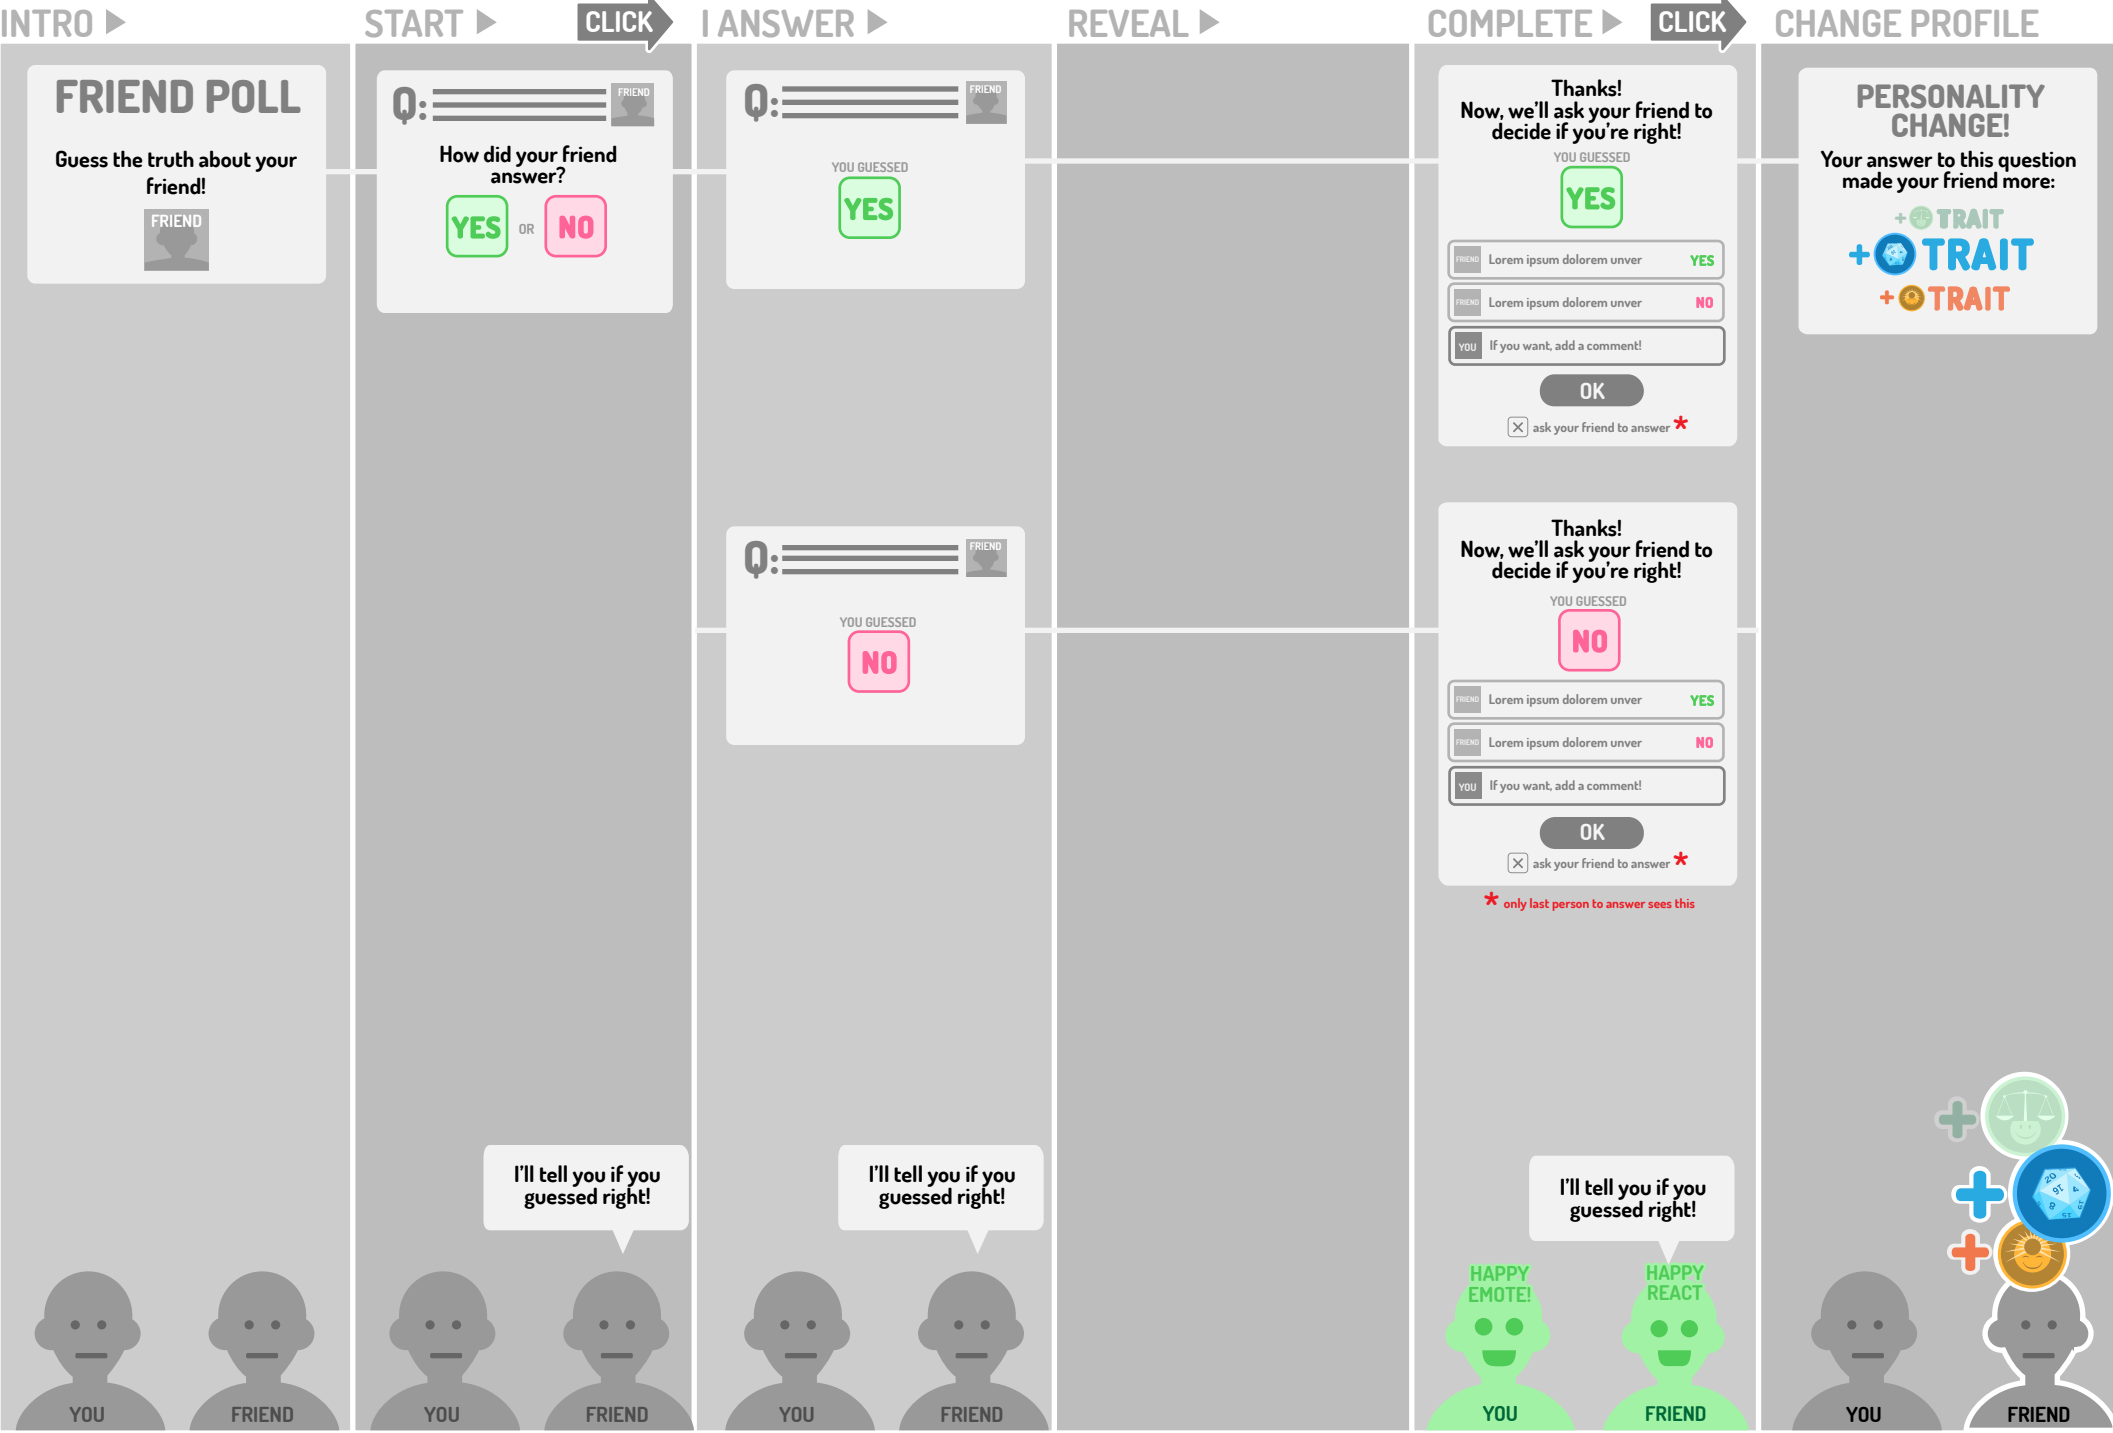 INTRO
START
CLICK
I ANSWER
REVEAL
COMPLETE
CLICK
CHANGE PROFILE
FRIEND POLL
Guess the truth about your
friend!
FRIEND
Q:
FRIEND
How did your friend
answer?
YES
OR
NO
Q:
FRIEND
YOU GUESSED
YES
Thanks!
Now, we'll ask your friend to
decide if you're right!
YOU GUESSED
YES
FRIEND Lorem ipsum dolorem unver YES
FRIEND Lorem ipsum dolorem unver NO
YOU If you want, add a comment!
OK
ask your friend to answer *
PERSONALITY
CHANGE!
Your answer to this question
made your friend more:
+ TRAIT
+ TRAIT
+ TRAIT
Q:
FRIEND
YOU GUESSED
NO
Thanks!
Now, we'll ask your friend to
decide if you're right!
YOU GUESSED
NO
FRIEND Lorem ipsum dolorem unver YES
FRIEND Lorem ipsum dolorem unver NO
YOU If you want, add a comment!
OK
ask your friend to answer *
* only last person to answer sees this
I'll tell you if you
guessed right!
I'll tell you if you
guessed right!
I'll tell you if you
guessed right!
HAPPY
EMOTE!
HAPPY
REACT
YOU
FRIEND
YOU
FRIEND
YOU
FRIEND
YOU
FRIEND
YOU
FRIEND